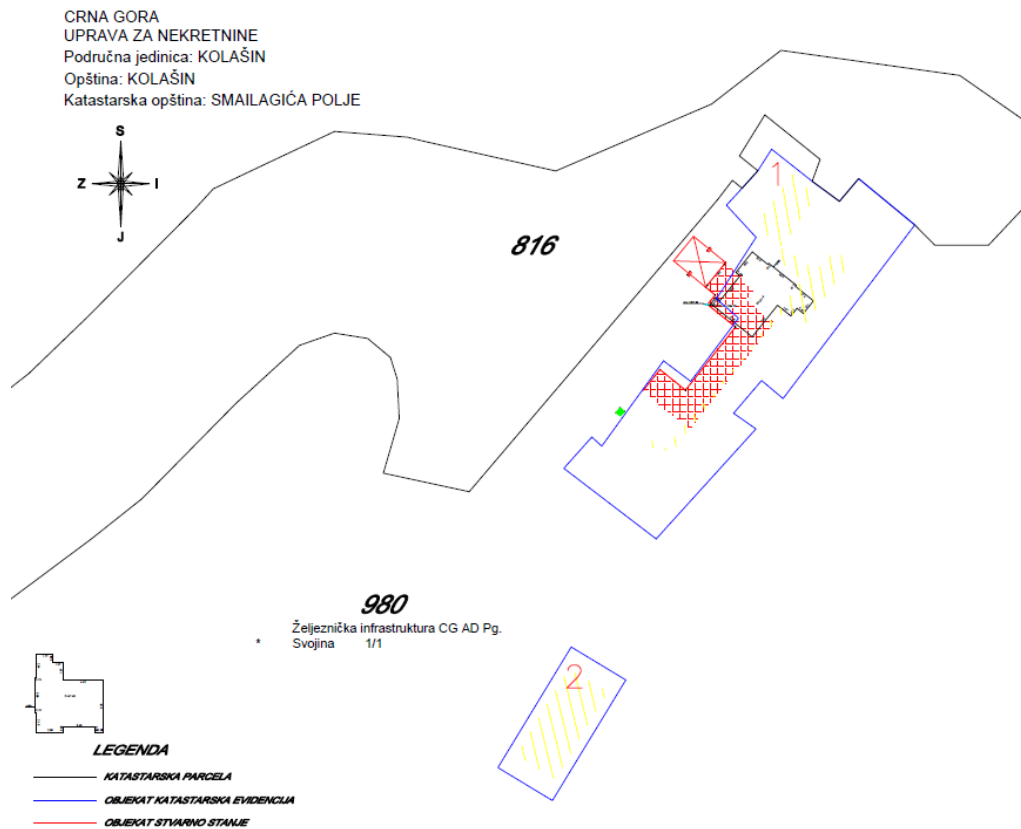 CRNA GORA
UPRAVA ZA NEKRETNINE
Područna jedinica: KOLAŠIN
Opština: KOLAŠIN
Katastarska opština: SMAILAGIĆA POLJE
S
Z I
J
1
816
980
Željeznička infrastruktura CG AD Pg.
* Svojina 1/1
2
LEGENDA
KATASTARSKA PARCELA
OBJEKAT KATASTARSKA EVIDENCIJA
OBJEKAT STVARNO STANJE